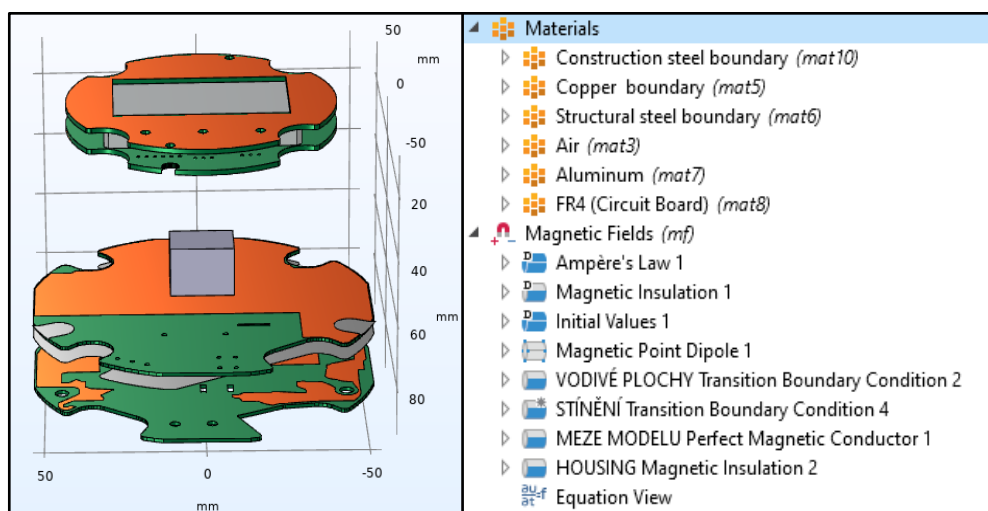 50
mm
0
-50
20
40
mm
60
80
50
0
-50
mm
Materials
Construction steel boundary (mat10)
Copper boundary (mat5)
Structural steel boundary (mat6)
Air (mat3)
Aluminum (mat7)
FR4 (Circuit Board) (mat8)
Magnetic Fields (mf)
D Ampère's Law 1
D Magnetic Insulation 1
D Initial Values 1
Magnetic Point Dipole 1
VODIVÉ PLOCHY Transition Boundary Condition 2
STÍNĚNÍ Transition Boundary Condition 4
MEZE MODELU Perfect Magnetic Conductor 1
HOUSING Magnetic Insulation 2
Equation View